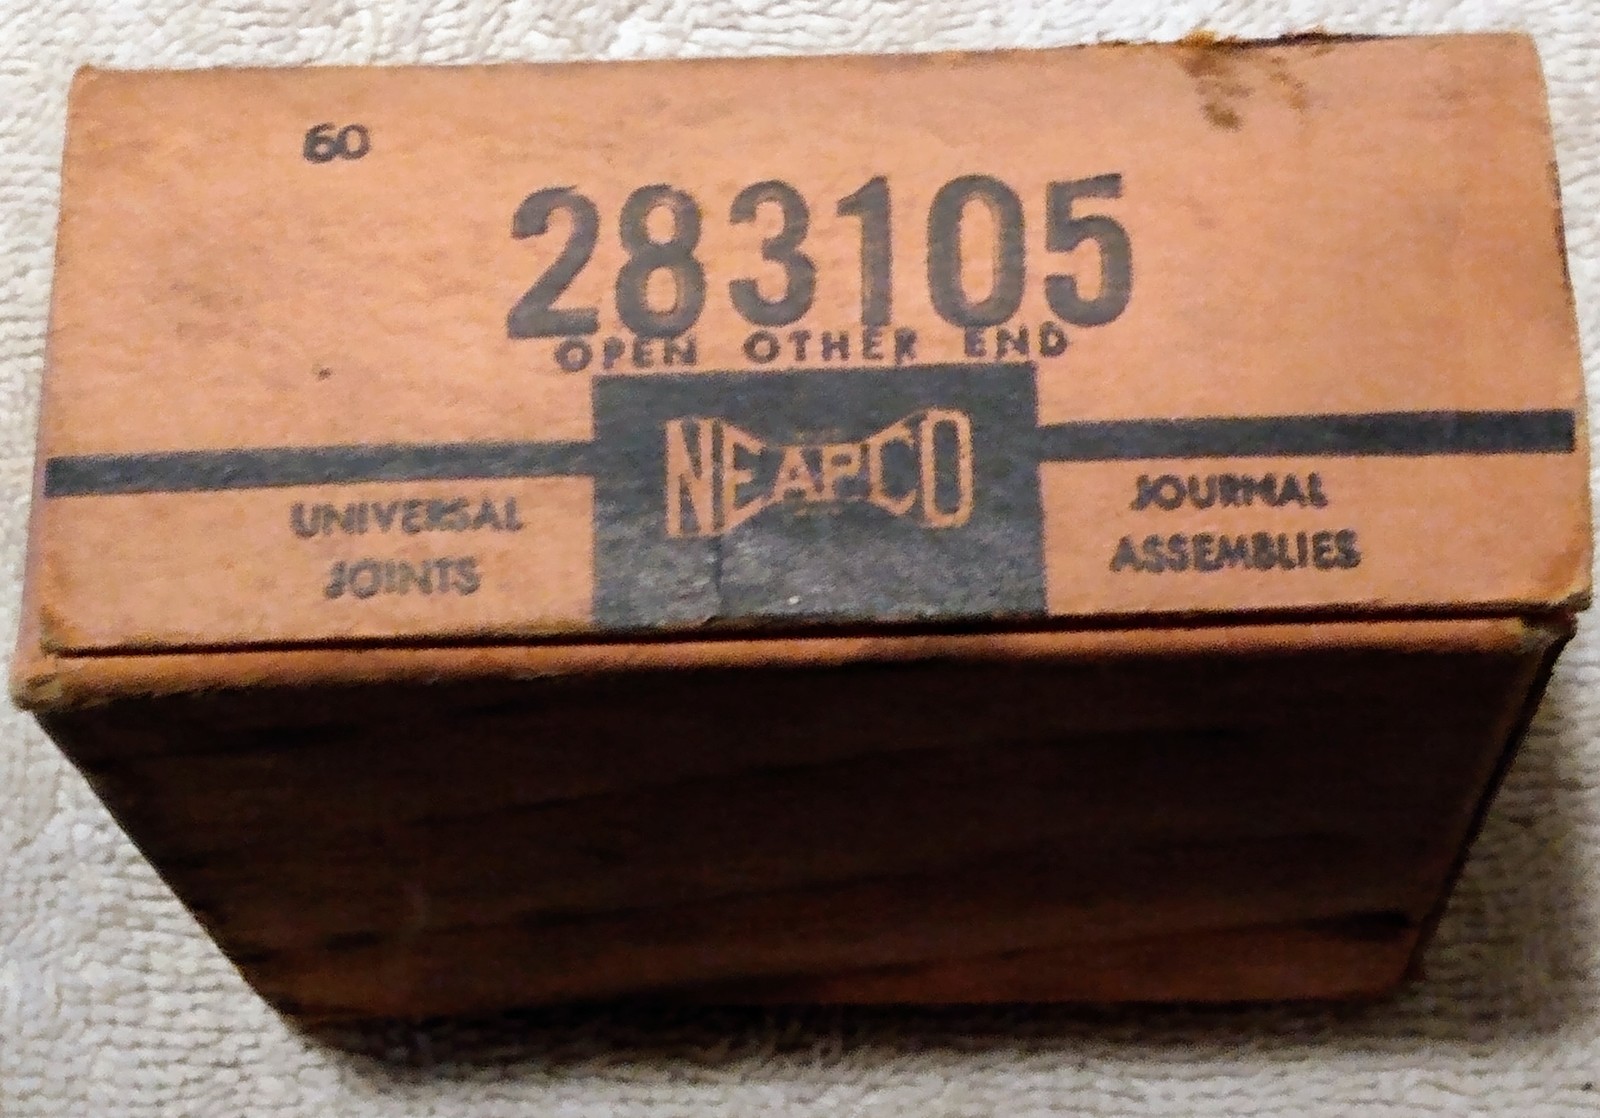 60
283105
OPEN OTHER END
NEAPCO
UNIVERSAL
JOINTS
JOURNAL
ASSEMBLIES